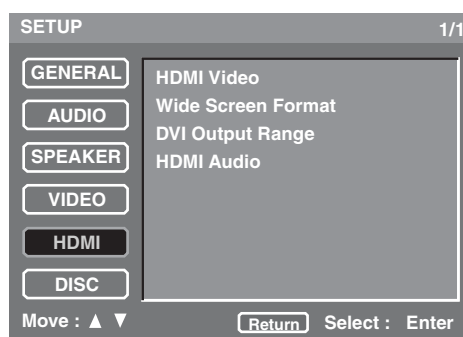 SETUP 1/1
GENERAL
AUDIO
SPEAKER
VIDEO
HDMI
DISC
HDMI Video
Wide Screen Format
DVI Output Range
HDMI Audio
Move : ▲ ▼ Return Select : Enter